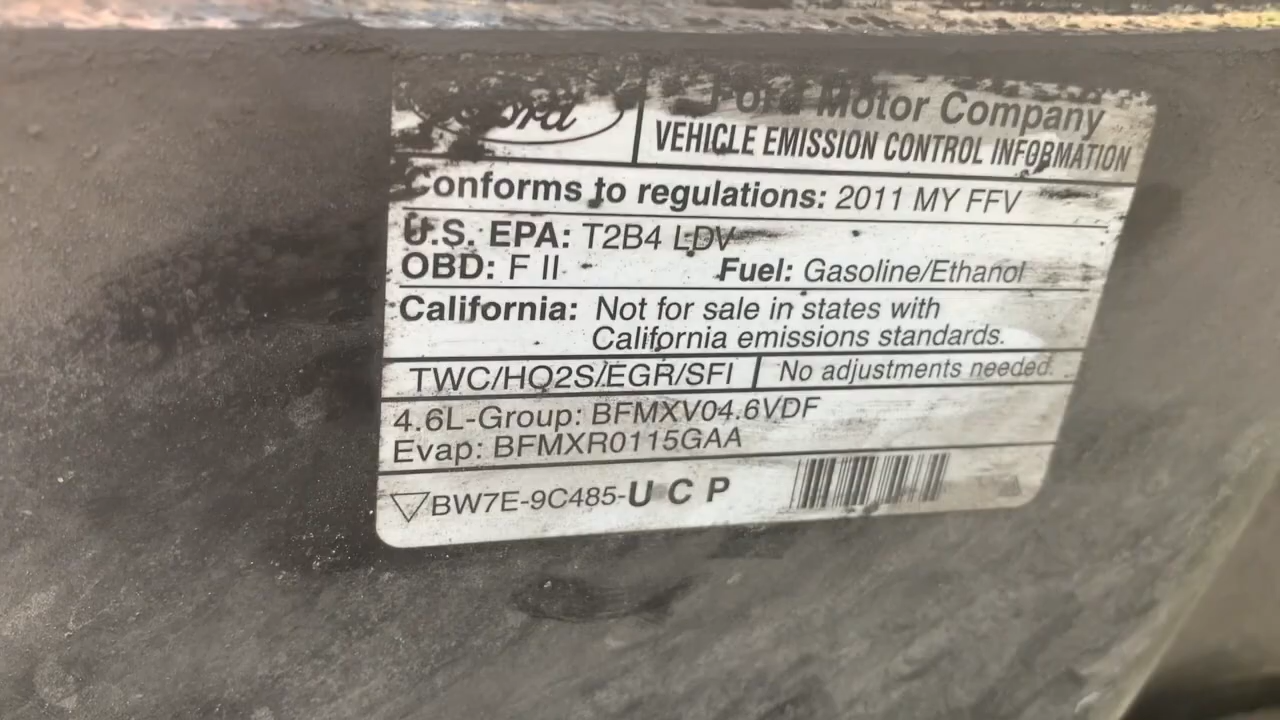 Ford
Ford Motor Company
VEHICLE EMISSION CONTROL INFORMATION
Conforms to regulations: 2011 MY FFV
U.S. EPA: T2B4 LDV
OBD: F II Fuel: Gasoline/Ethanol
California: Not for sale in states with
California emissions standards.
TWC/HO2S/EGR/SFI No adjustments needed.
4.6L-Group: BFMXV04.6VDF
Evap: BFMXR0115GAA
BW7E-9C485-U C P